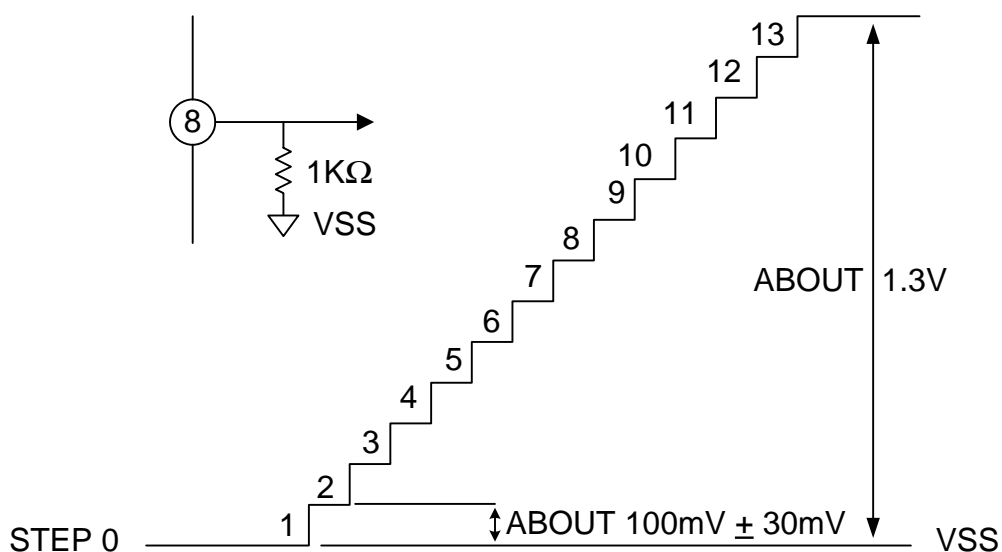 13
12
11
8
10
1KΩ
9
VSS
8
ABOUT 1.3V
7
6
5
4
3
2
1
ABOUT 100mV ± 30mV
STEP 0
VSS